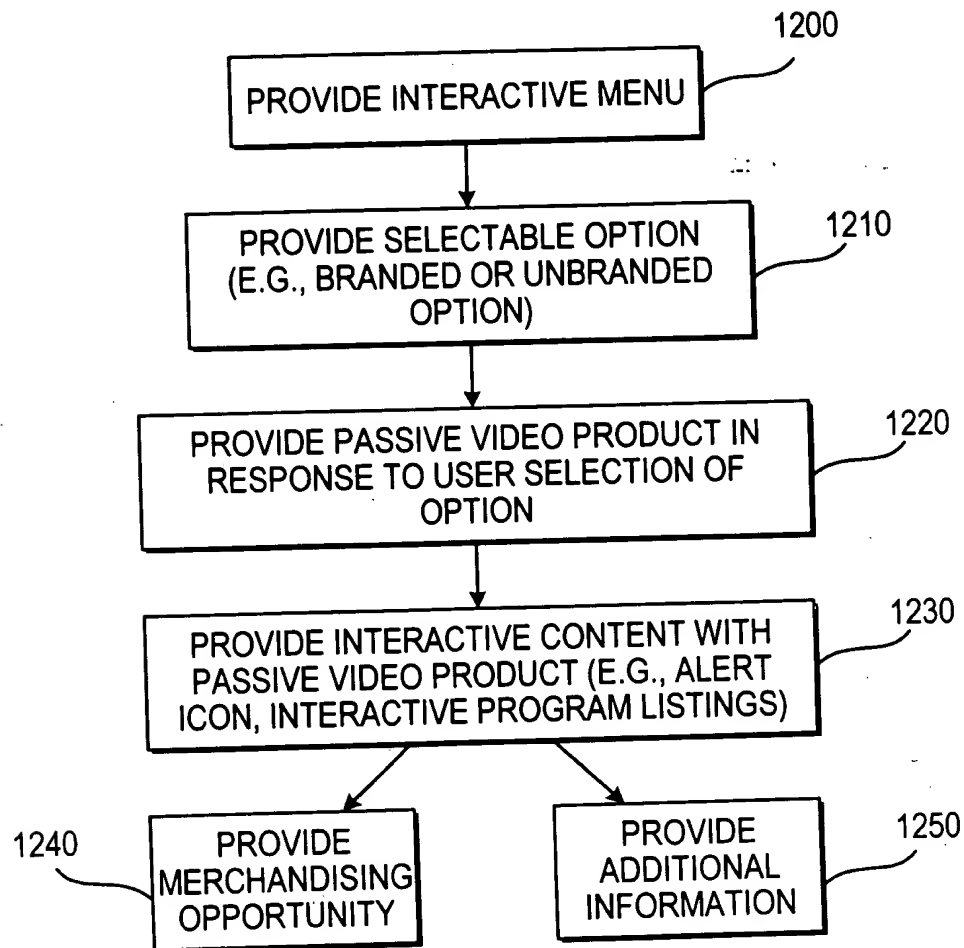 1200
PROVIDE INTERACTIVE MENU
1210
PROVIDE SELECTABLE OPTION
(E.G., BRANDED OR UNBRANDED
OPTION)
1220
PROVIDE PASSIVE VIDEO PRODUCT IN
RESPONSE TO USER SELECTION OF
OPTION
1230
PROVIDE INTERACTIVE CONTENT WITH
PASSIVE VIDEO PRODUCT (E.G., ALERT
ICON, INTERACTIVE PROGRAM LISTINGS)
1240
PROVIDE
MERCHANDISING
OPPORTUNITY
1250
PROVIDE
ADDITIONAL
INFORMATION